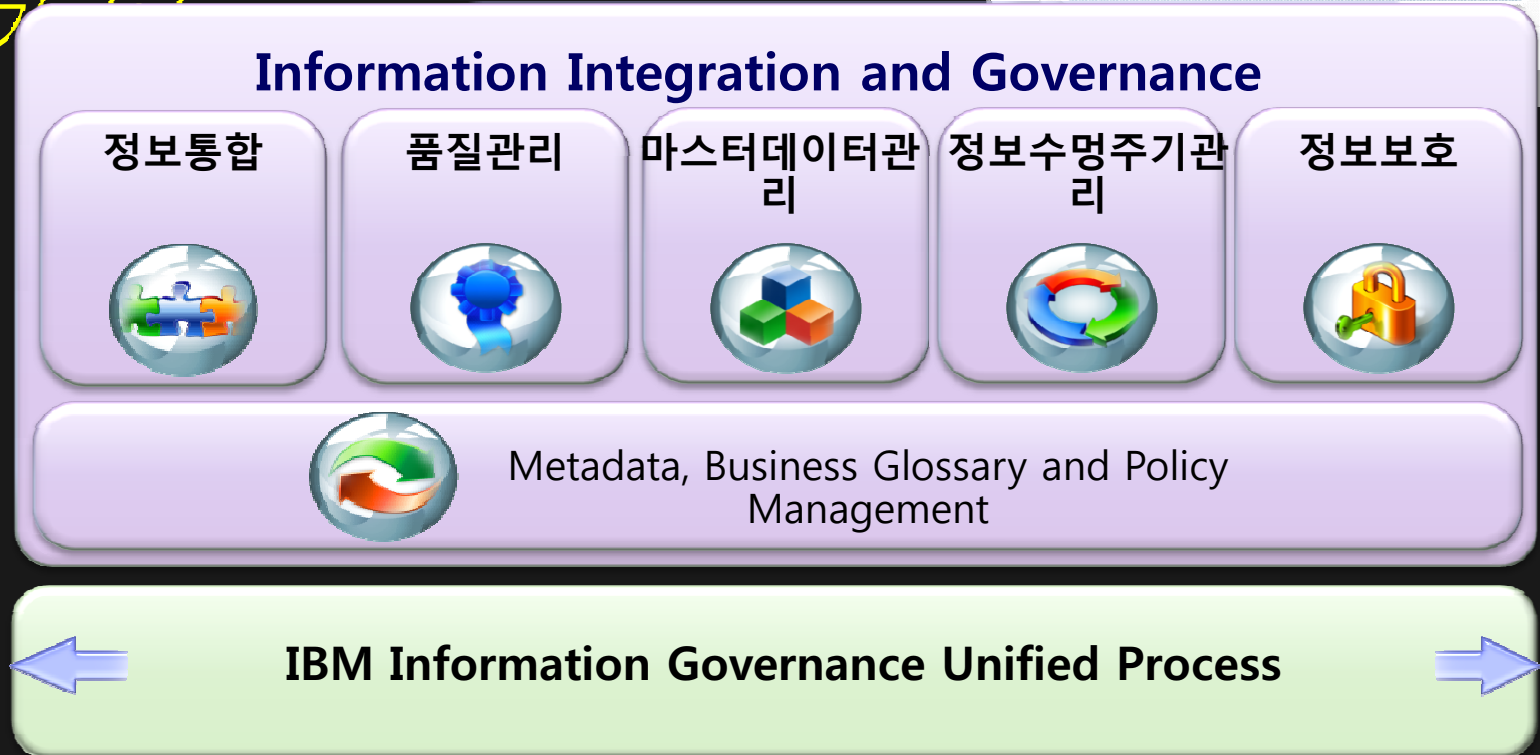 Information Integration and Governance
정보통합
품질관리
마스터데이터관
리
정보수명주기관
리
정보보호
Metadata, Business Glossary and Policy
Management
IBM Information Governance Unified Process